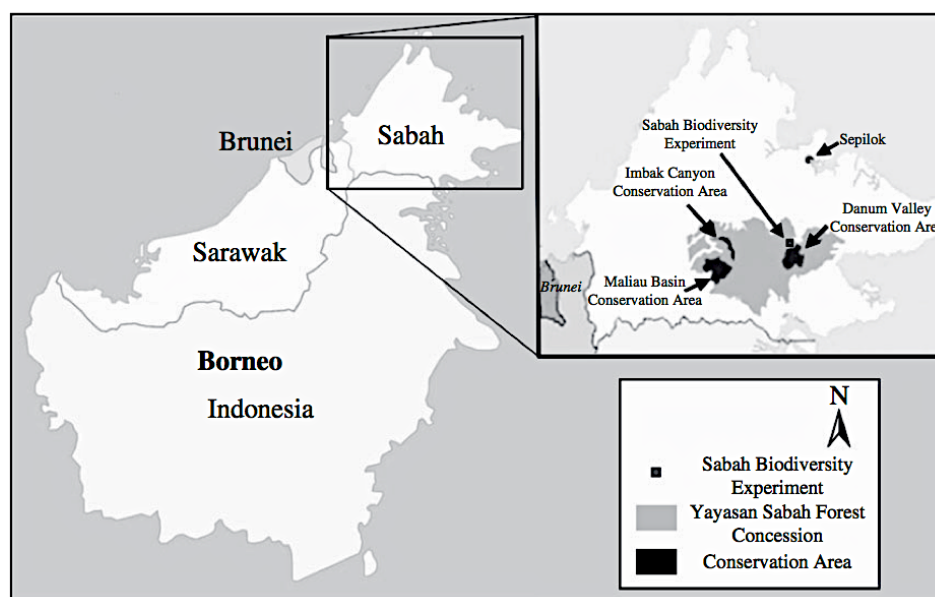 Brunei
Sabah
Sarawak
Borneo
Indonesia
Sabah Biodiversity
Experiment
Sepilok
Imbak Canyon
Conservation Area
Danum Valley
Conservation Area
Maliau Basin
Conservation Area
Brunei
N
Sabah Biodiversity
Experiment
Yayasan Sabah Forest
Concession
Conservation Area